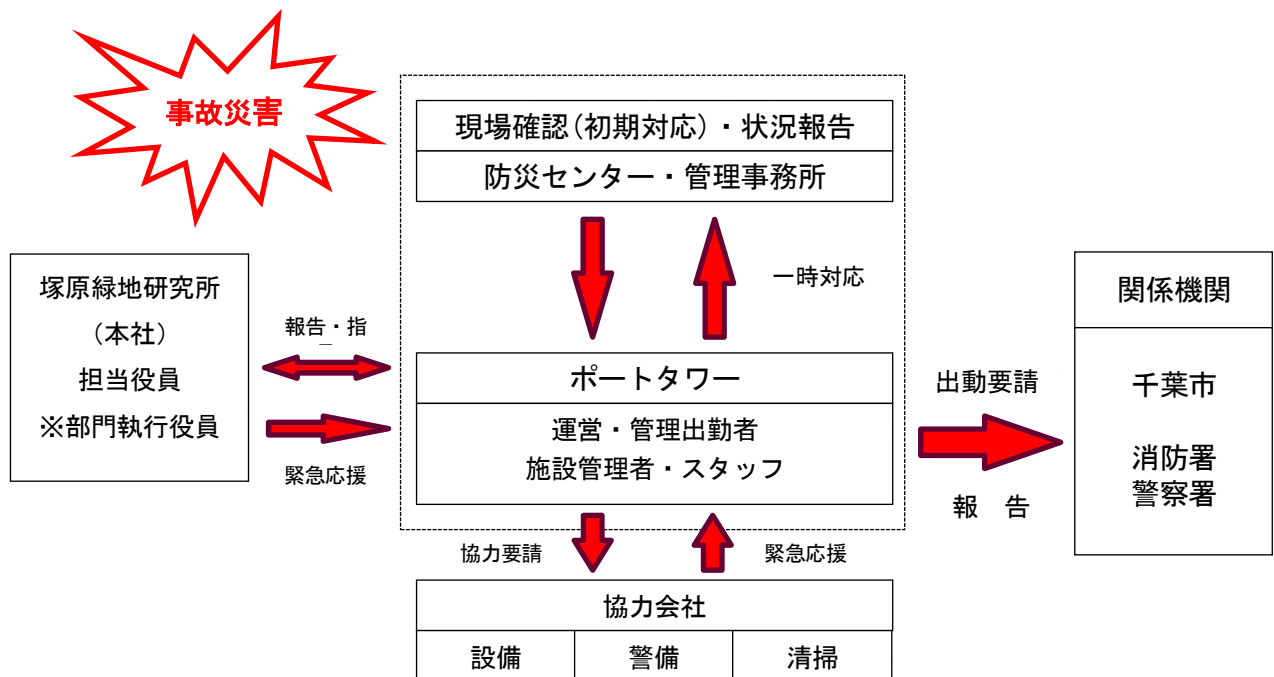 事故災害
現場確認(初期対応)・状況報告
防災センター・管理事務所
一時対応
塚原緑地研究所
(本社)
担当役員
※部門執行役員
報告・指
緊急応援
ポートタワー
運営・管理出勤者
施設管理者・スタッフ
出動要請
報 告
関係機関
千葉市
消防署
警察署
協力要請
緊急応援
協力会社
設備
警備
清掃